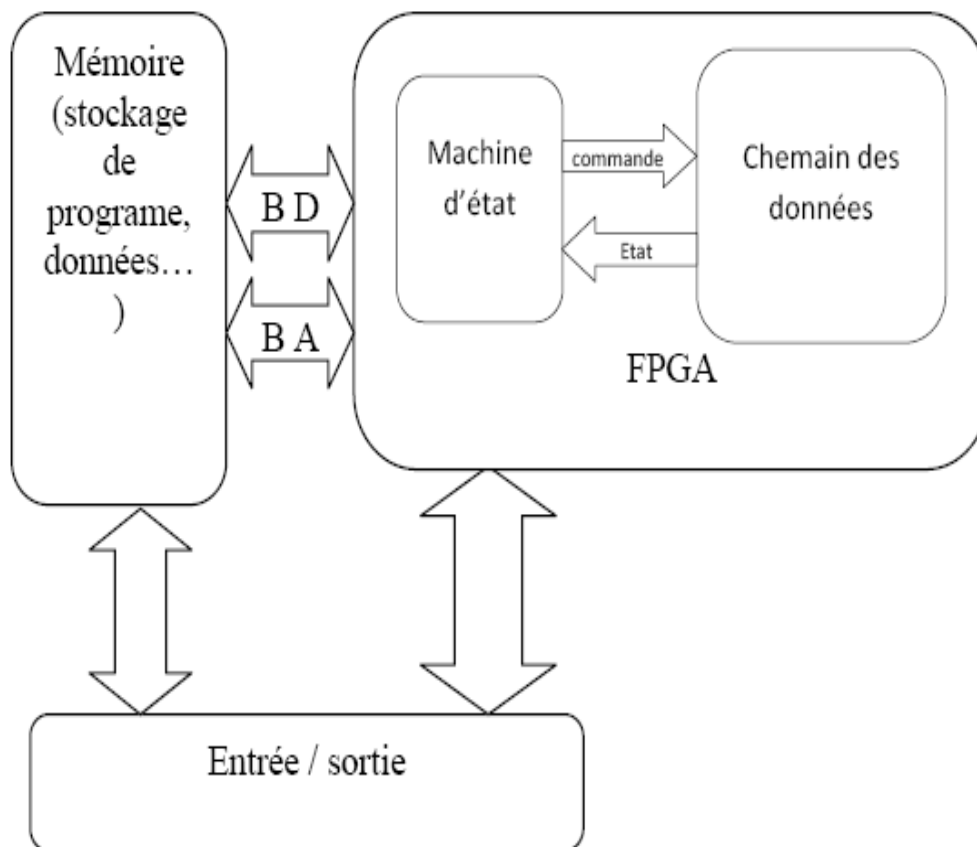 Mémoire
(stockage
de
programe,
données…
)
B D
B A
Machine
d’état
commande
Etat
Chemain des
données
FPGA
Entrée / sortie